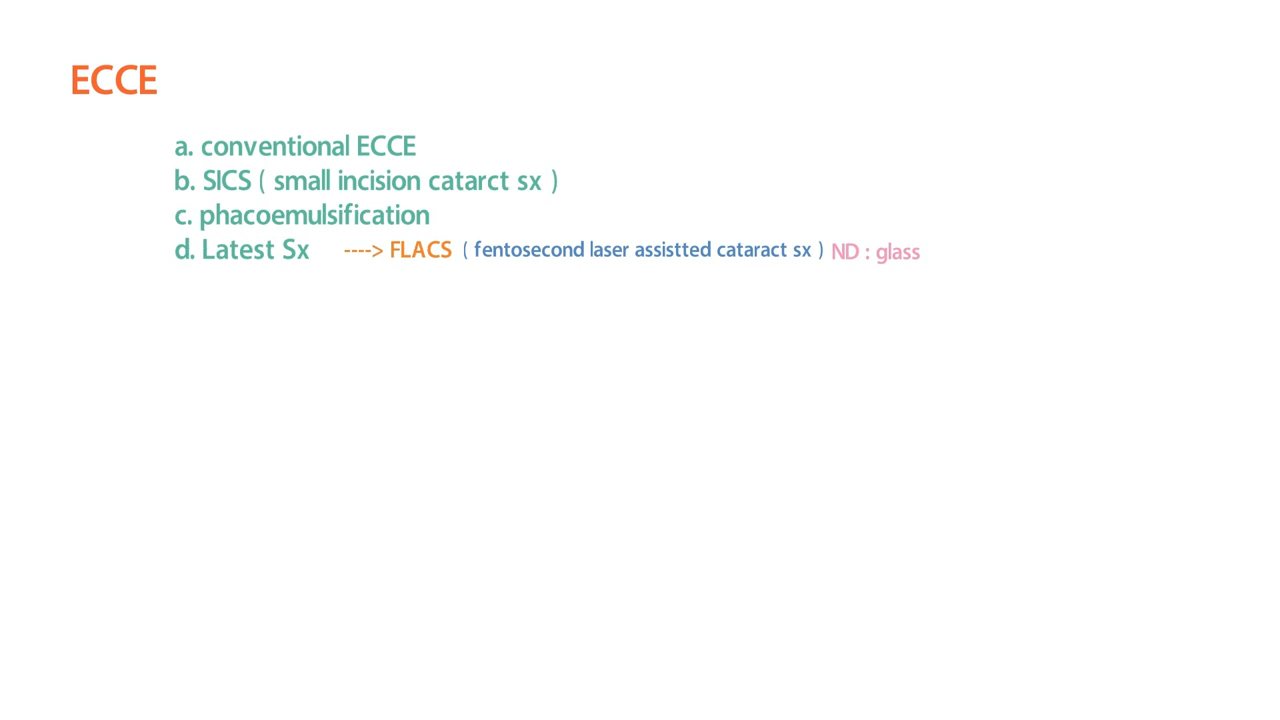 ECCE
a. conventional ECCE
b. SICS ( small incision catarct sx )
c. phacoemulsification
d. Latest Sx ----> FLACS ( fentosecond laser assistted cataract sx ) ND : glass